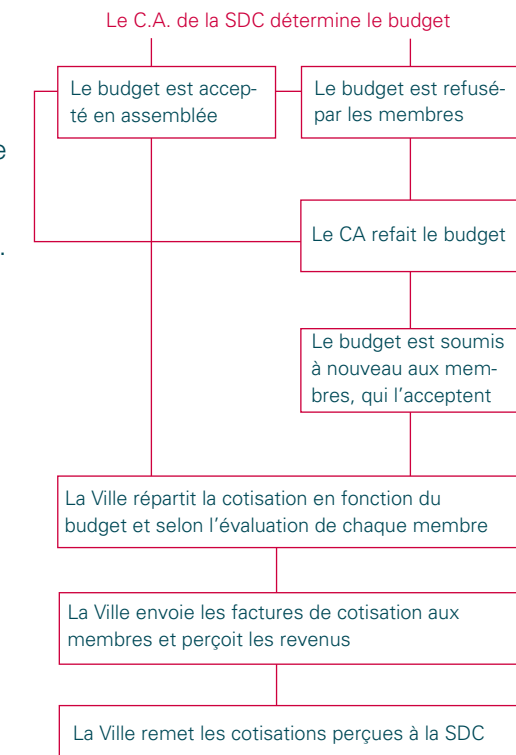 Le C.A. de la SDC détermine le budget
Le budget est accep-
té en assemblée
Le budget est refusé-
par les membres
e
.
Le CA refait le budget
Le budget est soumis
à nouveau aux mem-
bres, qui l'acceptent
La Ville répartit la cotisation en fonction du
budget et selon l'évaluation de chaque membre
La Ville envoie les factures de cotisation aux
membres et perçoit les revenus
La Ville remet les cotisations perçues à la SDC